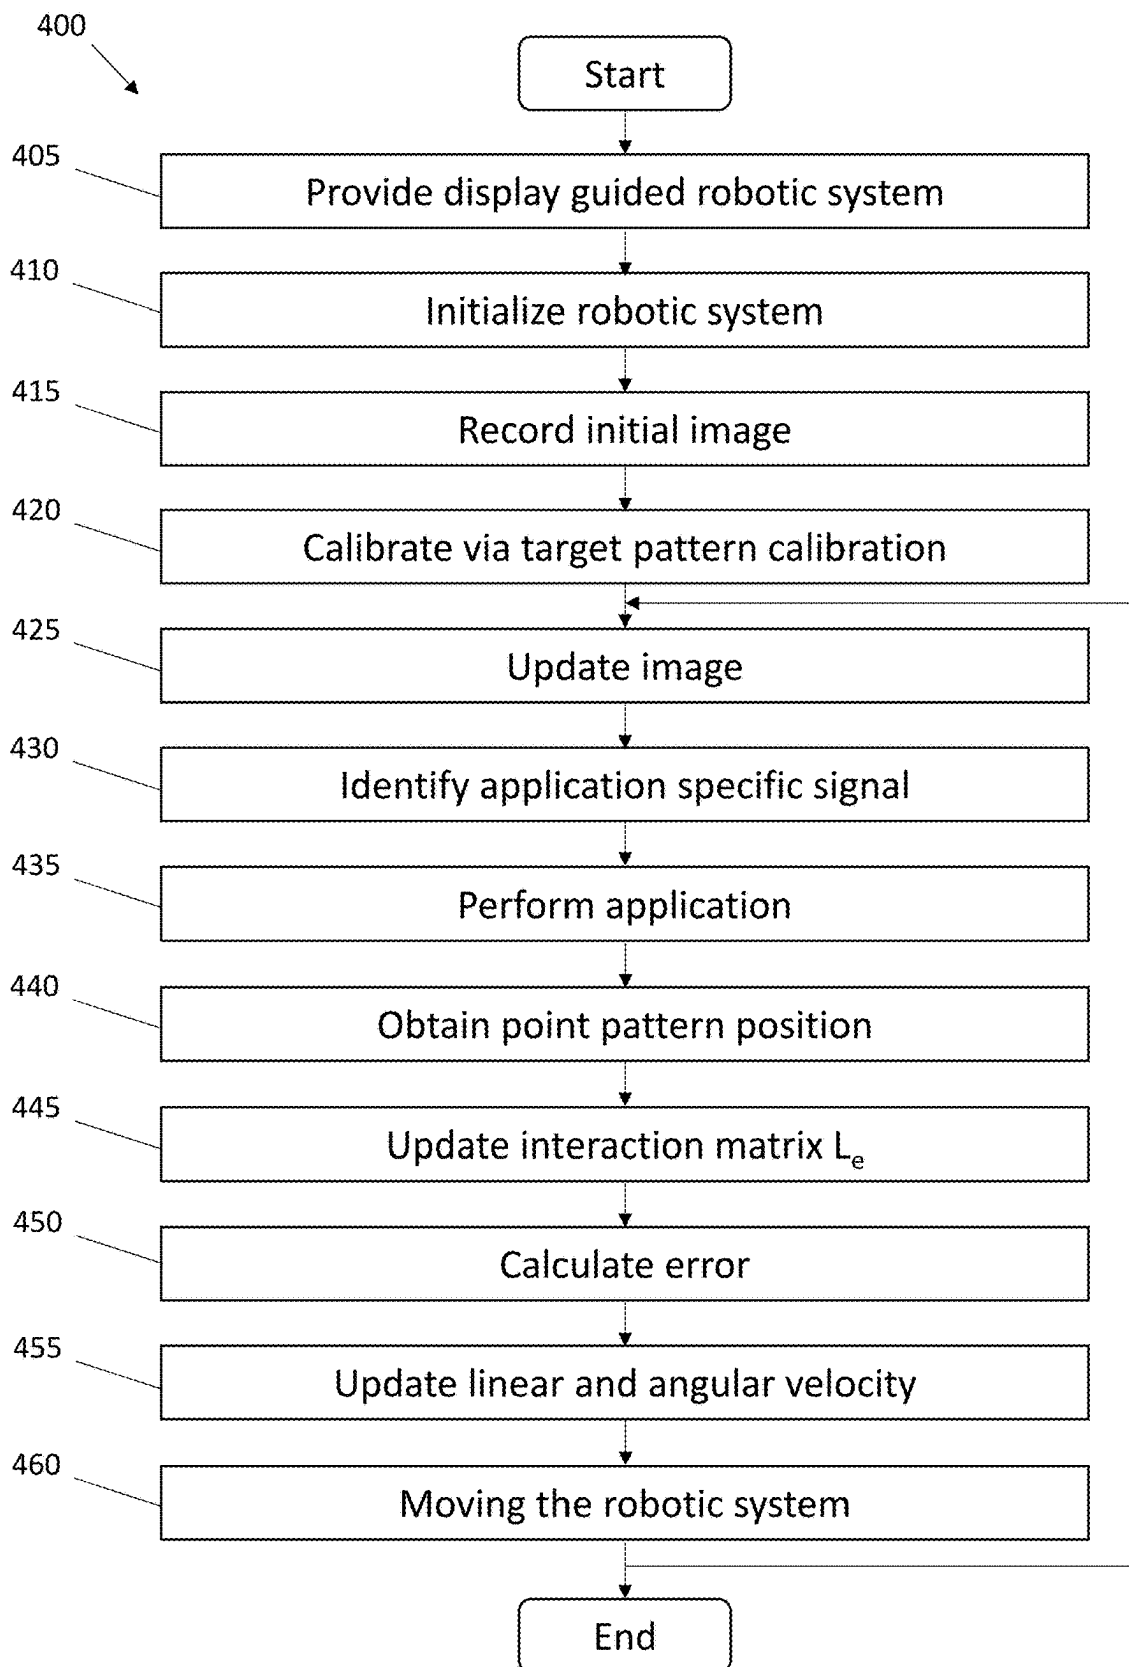 400
Start
405
Provide display guided robotic system
410
Initialize robotic system
415
Record initial image
420
Calibrate via target pattern calibration
425
Update image
430
Identify application specific signal
435
Perform application
440
Obtain point pattern position
445
Update interaction matrix Lₑ
450
Calculate error
455
Update linear and angular velocity
460
Moving the robotic system
End